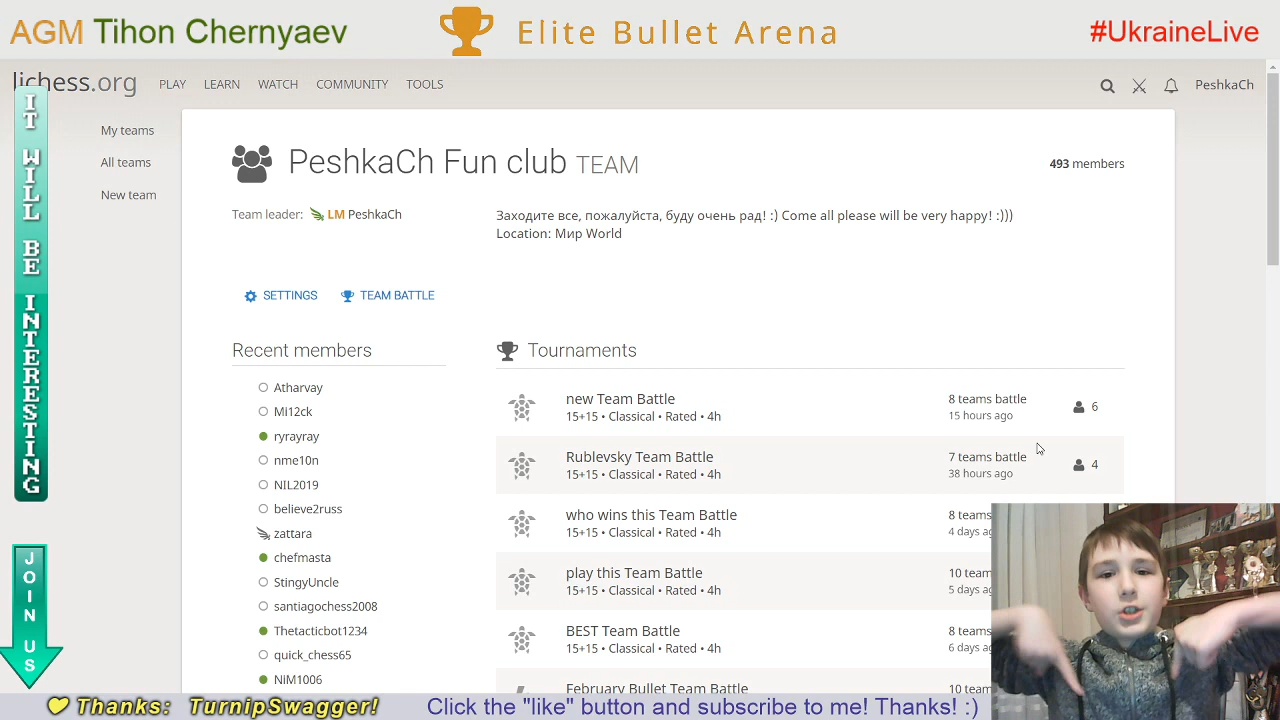 AGM Tihon Chernyaev
Elite Bullet Arena
#UkraineLive
lichess.org
PLAY
LEARN
WATCH
COMMUNITY
TOOLS
PeshkaCh
IT WILL BE INTERESTING
JOIN US
My teams
All teams
New team
PeshkaCh Fun club TEAM
493 members
Team leader: LM PeshkaCh
Заходите все, пожалуйста, буду очень рад! :) Come all please will be very happy! :)))
Location: Мир World
SETTINGS
TEAM BATTLE
Recent members
Atharvay
Mi12ck
ryrayray
nme10n
NIL2019
believe2russ
zattara
chefmasta
StingyUncle
santiagochess2008
Thetacticbot1234
quick_chess65
NiM1006
Tournaments
new Team Battle
15+15 • Classical • Rated • 4h
8 teams battle
15 hours ago
6
Rublevsky Team Battle
15+15 • Classical • Rated • 4h
7 teams battle
38 hours ago
4
who wins this Team Battle
15+15 • Classical • Rated • 4h
8 teams
4 days
play this Team Battle
15+15 • Classical • Rated • 4h
10 team
5 days
BEST Team Battle
15+15 • Classical • Rated • 4h
8 teams
6 days
February Bullet Team Battle
10 team
Thanks: TurnipSwagger!
Click the "like" button and subscribe to me! Thanks! :)